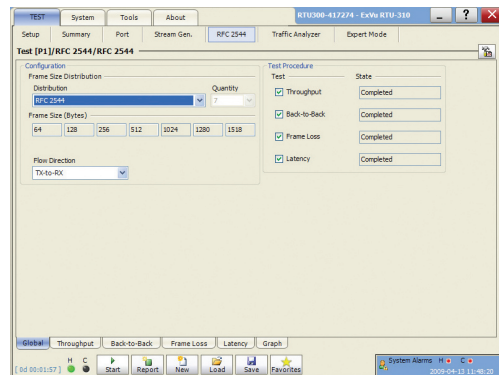 TEST System Tools About RTU300-417274 - ExVo RTU-310 _ ? X
Setup Summary Port Stream Gen. RFC 2544 Traffic Analyzer Expert Mode
Test [P1]/RFC 2544/RFC 2544
Configuration
Frame Size Distribution
Distribution Quantity
RFC 2544 7
Frame Size (Bytes)
64 128 256 512 1024 1280 1518
Flow Direction
TX-to-RX
Test Procedure
Test State
Throughput Completed
Back-to-Back Completed
Frame Loss Completed
Latency Completed
Global Throughput Back-to-Back Frame Loss Latency Graph
[0d 00:01:57] H C Start Report New Load Save Favorites
System Alarms H C
2009-04-13 11:48:20